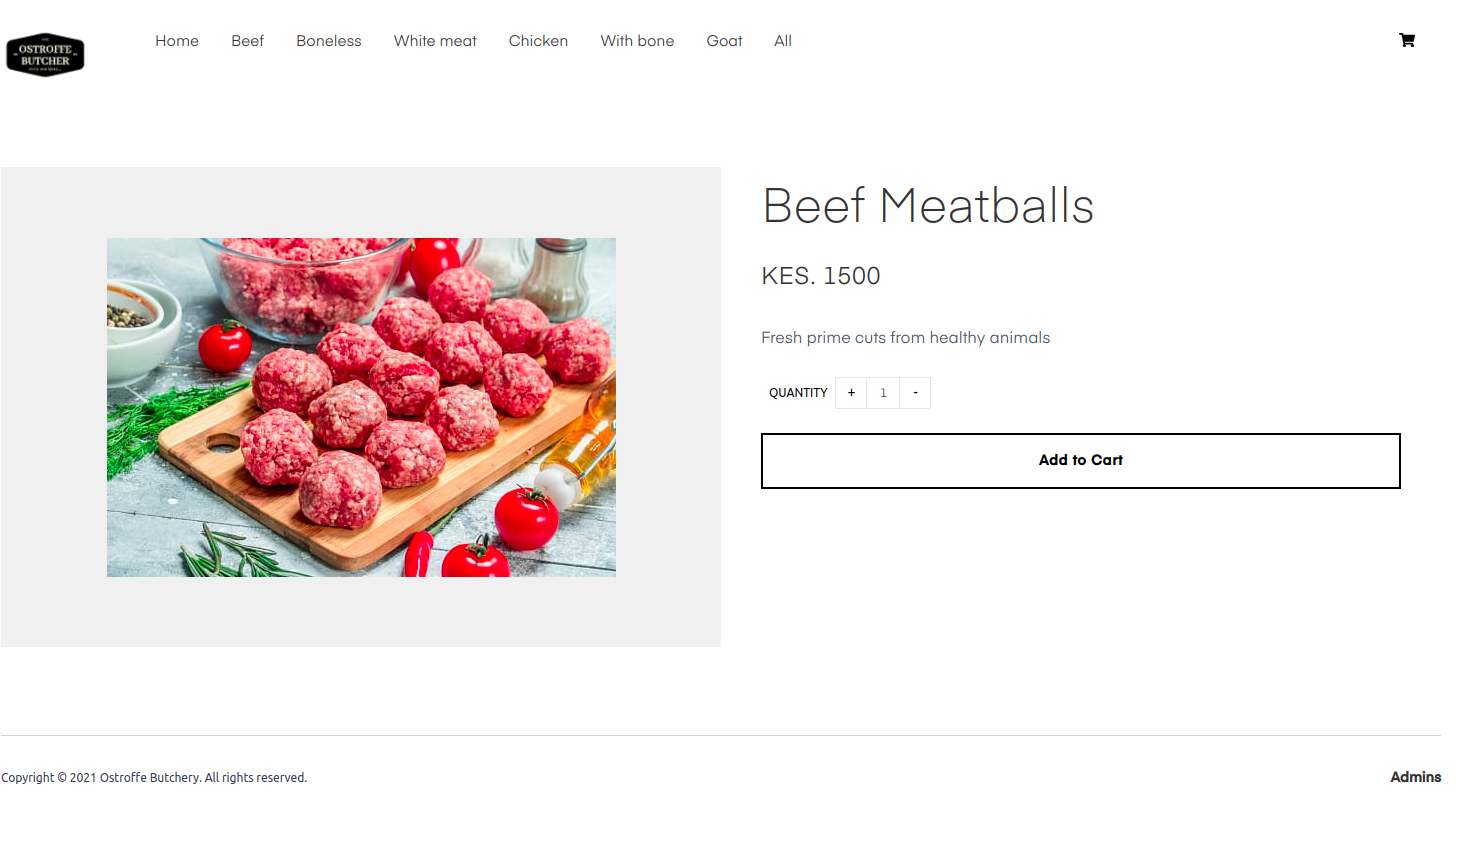 OSTROFFE
BUTCHER
Home Beef Boneless White meat Chicken With bone Goat All
Beef Meatballs
KES. 1500
Fresh prime cuts from healthy animals
QUANTITY + 1 -
Add to Cart
Copyright © 2021 Ostroffe Butchery. All rights reserved.
Admins